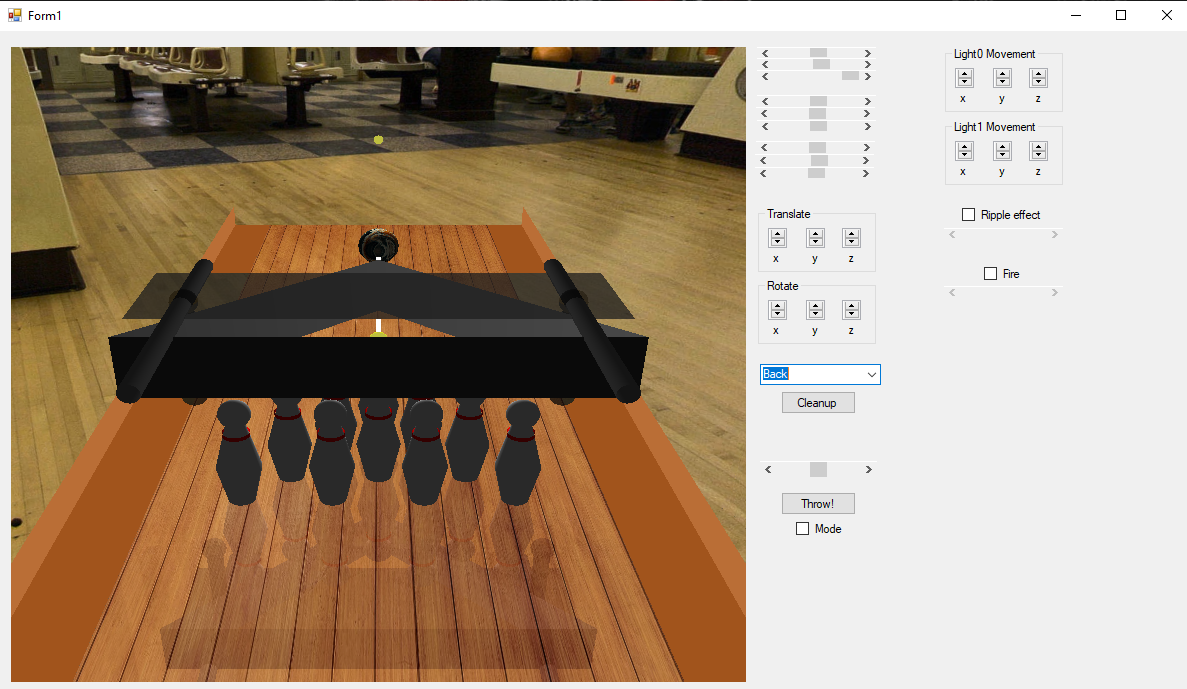 Form1
Light0 Movement
x y z
Light1 Movement
x y z
Translate
x y z
Rotate
x y z
Ripple effect
Fire
Back
Cleanup
Throw!
Mode